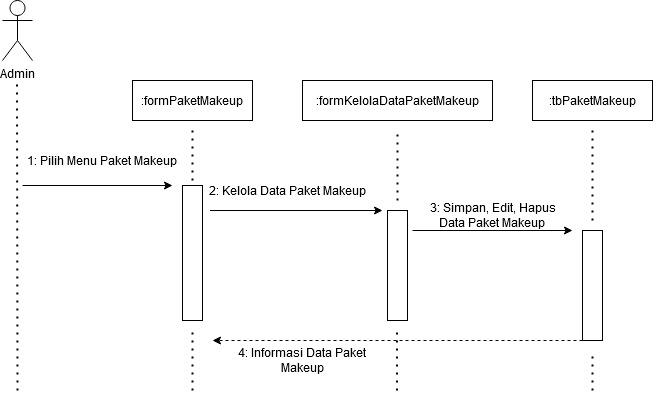 Admin
:formPaketMakeup
:formKelolaDataPaketMakeup
:tbPaketMakeup
1: Pilih Menu Paket Makeup
2: Kelola Data Paket Makeup
3: Simpan, Edit, Hapus
Data Paket Makeup
4: Informasi Data Paket
Makeup